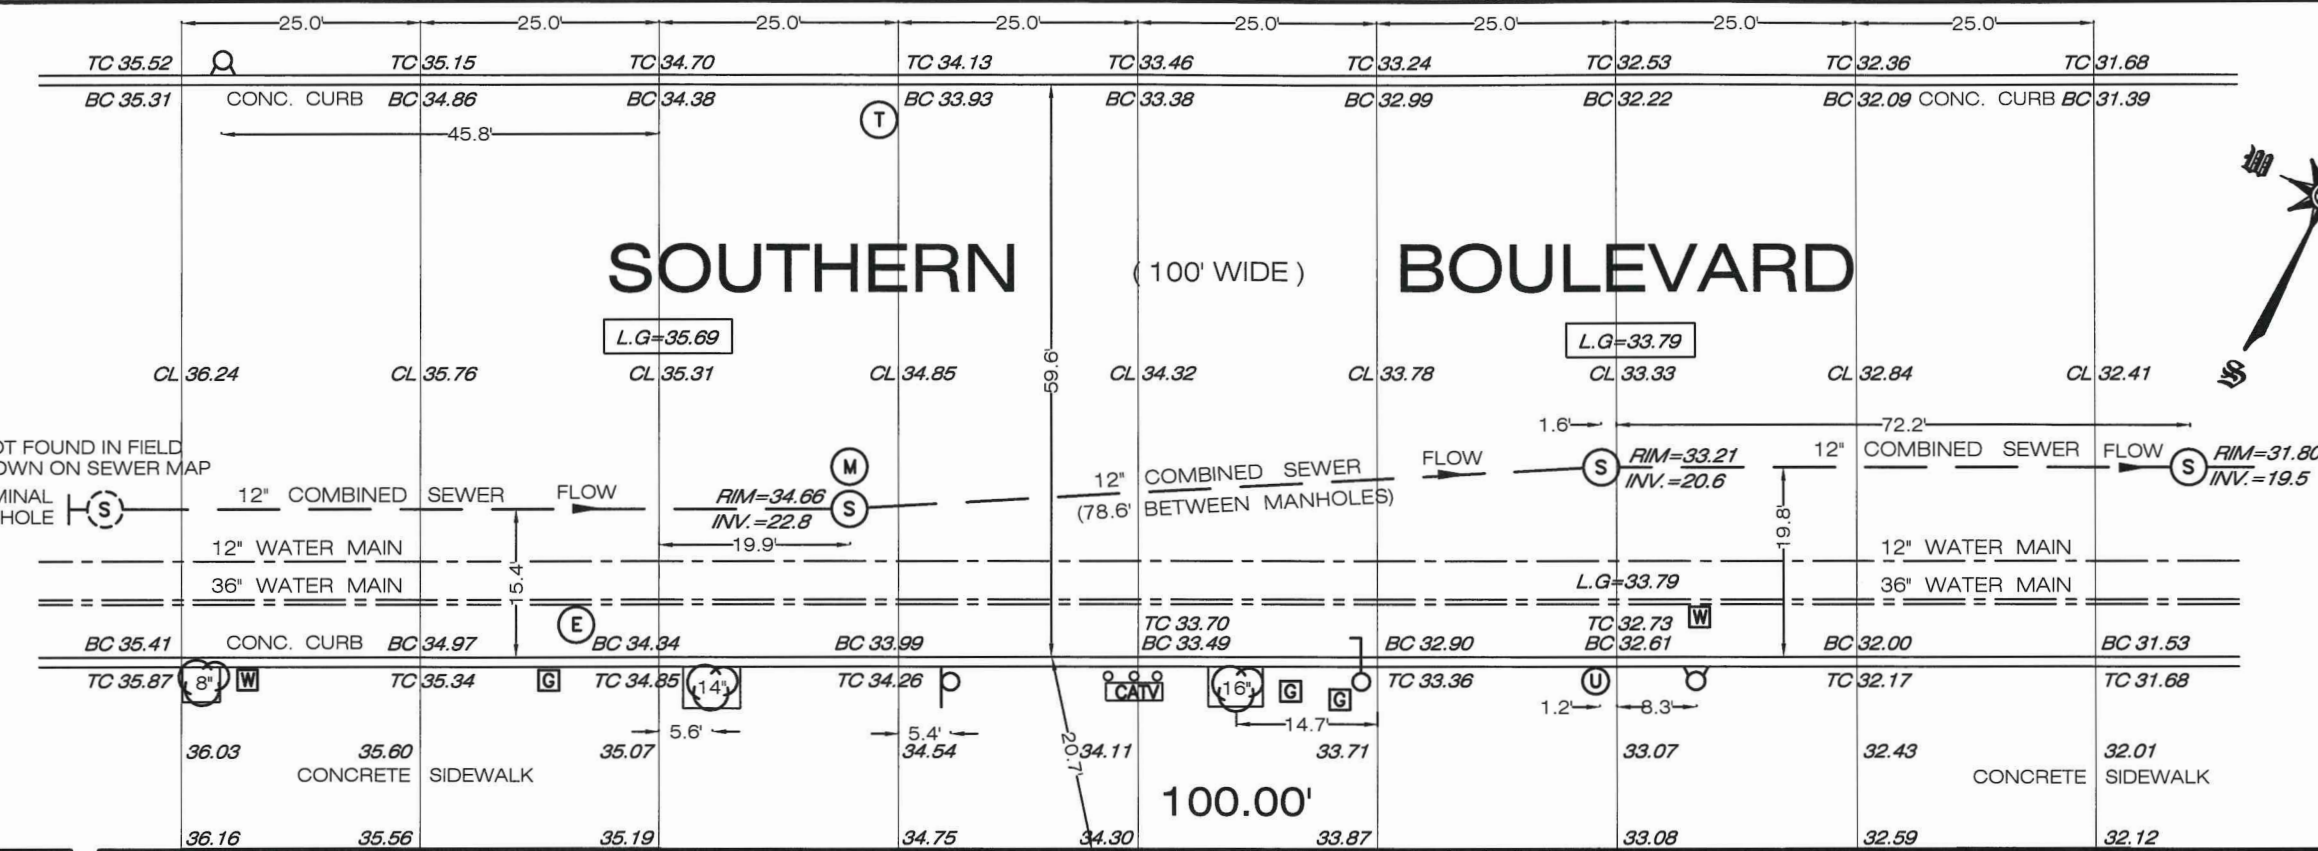 25.0' 25.0' 25.0' 25.0' 25.0' 25.0' 25.0' 25.0'
TC 35.52 TC 35.15 TC 34.70 TC 34.13 TC 33.46 TC 33.24 TC 32.53 TC 32.36 TC 31.68
BC 35.31 CONC. CURB BC 34.86 BC 34.38 BC 33.93 BC 33.38 BC 32.99 BC 32.22 BC 32.09 CONC. CURB BC 31.39
T
45.8'
W
SOUTHERN ( 100' WIDE ) BOULEVARD
L.G=35.69 L.G=33.79
59.6'
CL 36.24 CL 35.76 CL 35.31 CL 34.85 CL 34.32 CL 33.78 CL 33.33 CL 32.84 CL 32.41
S
1.6' 72.2'
OT FOUND IN FIELD
OWN ON SEWER MAP
MINAL
HOLE
S 12" COMBINED SEWER FLOW
M
RIM=34.66
INV.=22.8
S
19.9'
12" COMBINED SEWER FLOW
(78.6' BETWEEN MANHOLES)
S RIM=33.21
INV.=20.6
12" COMBINED SEWER FLOW
S RIM=31.80
INV.=19.5
15.4'
19.8'
12" WATER MAIN 12" WATER MAIN
36" WATER MAIN L.G=33.79 36" WATER MAIN
E W
TC 33.70 TC 32.73
BC 35.41 CONC. CURB BC 34.97 BC 34.34 BC 33.99 BC 33.49 BC 32.90 BC 32.61 BC 32.00 BC 31.53
TC 35.87 8" W TC 35.34 G TC 34.85 14" TC 34.26 CATV 16" G G TC 33.36 U TC 32.17 TC 31.68
5.6' 5.4' 14.7' 1.2' 8.3'
20.7'
36.03 35.60 35.07 34.54 34.11 33.71 33.07 32.43 32.01
CONCRETE SIDEWALK CONCRETE SIDEWALK
100.00'
36.16 35.56 35.19 34.75 34.30 33.87 33.08 32.59 32.12